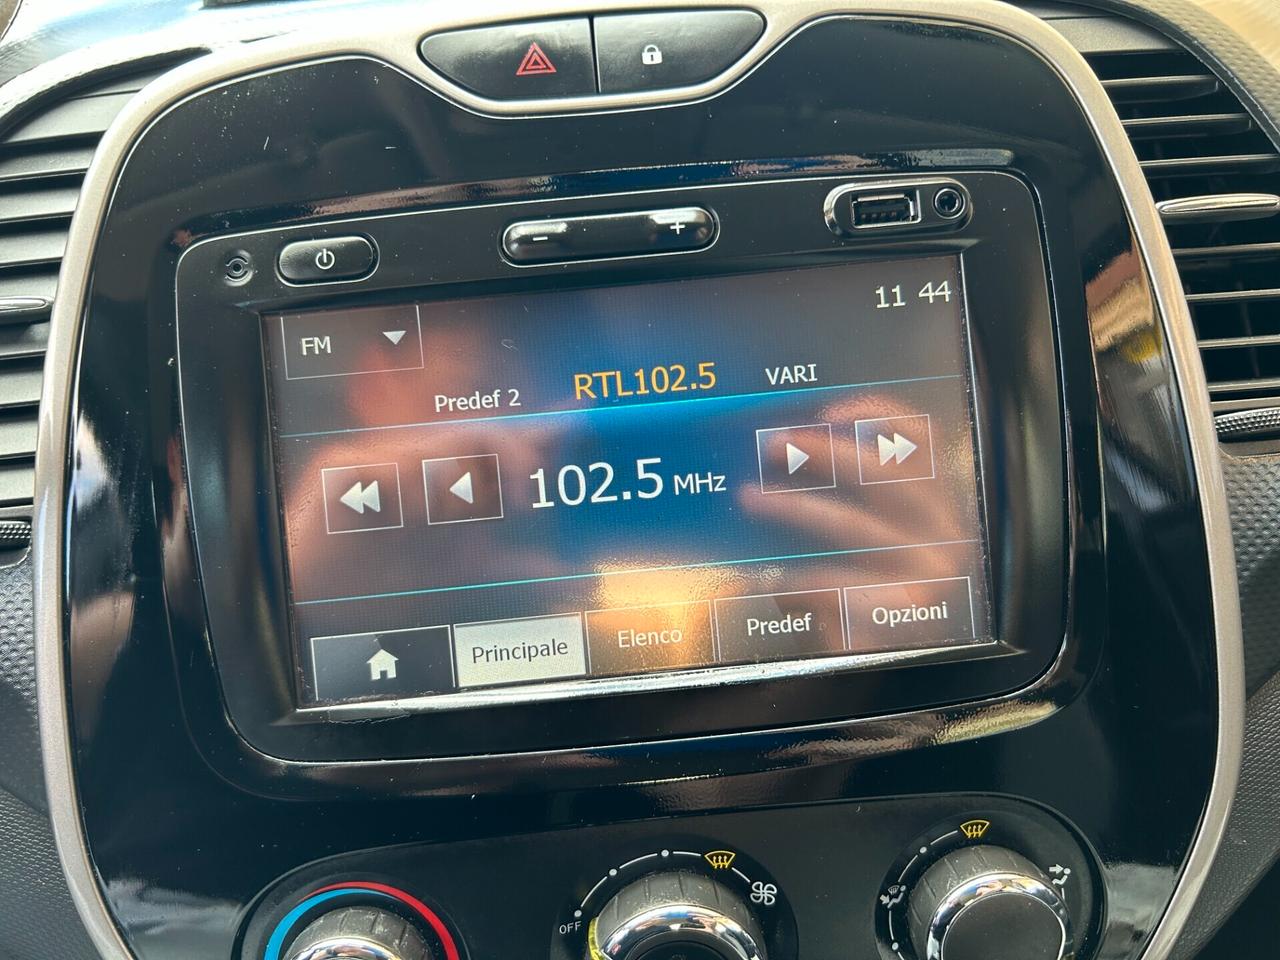 - +
11 44
FM
Predef 2 RTL102.5 VARI
102.5 MHz
Principale Elenco Predef Opzioni
OFF